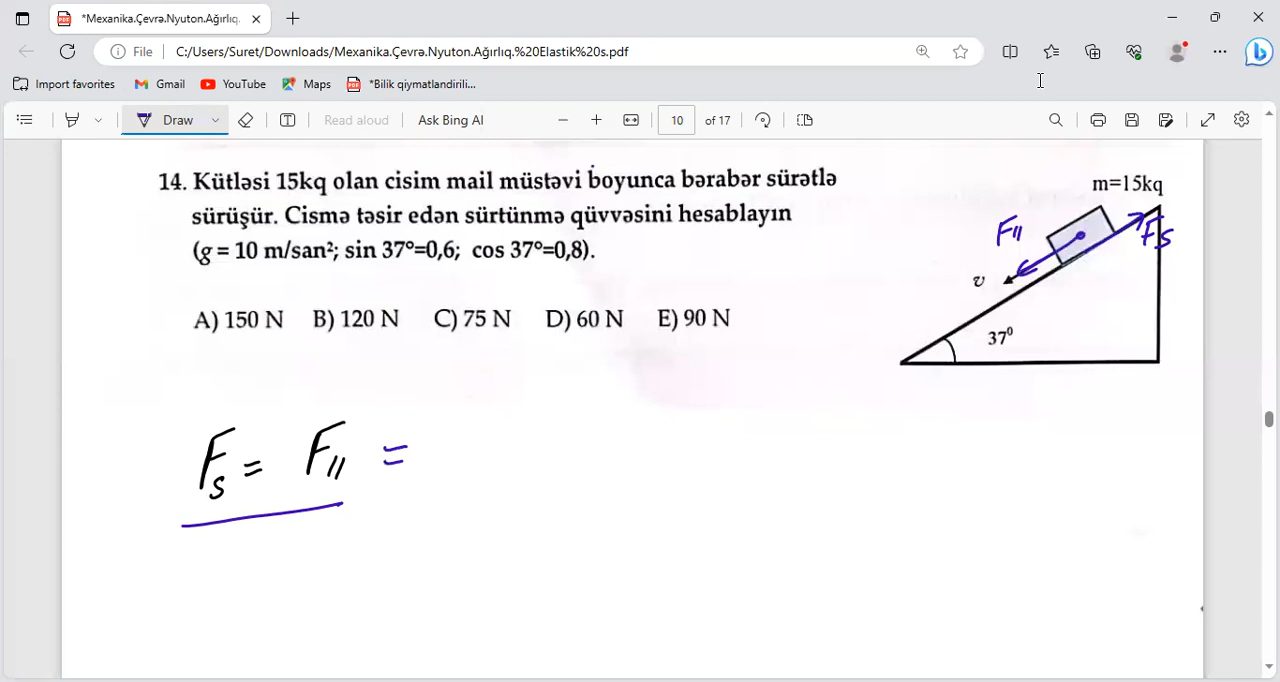 *Mexanika.Çevrə.Nyuton.Ağırlıq.
File C:/Users/Suret/Downloads/Mexanika.Çevrə.Nyuton.Ağırlıq.%20Elastik%20s.pdf
Import favorites Gmail YouTube Maps *Bilik qiymatlandirili...
Draw Read aloud Ask Bing AI 10 of 17
14. Kütləsi 15kq olan cisim mail müstəvi boyunca bərabər sürətlə
sürüşür. Cismə təsir edən sürtünmə qüvvəsini hesablayın
(g = 10 m/san²; sin 37°=0,6; cos 37°=0,8).
A) 150 N B) 120 N C) 75 N D) 60 N E) 90 N
m=15kq
F// Fs
v
37⁰
Fs = F// =